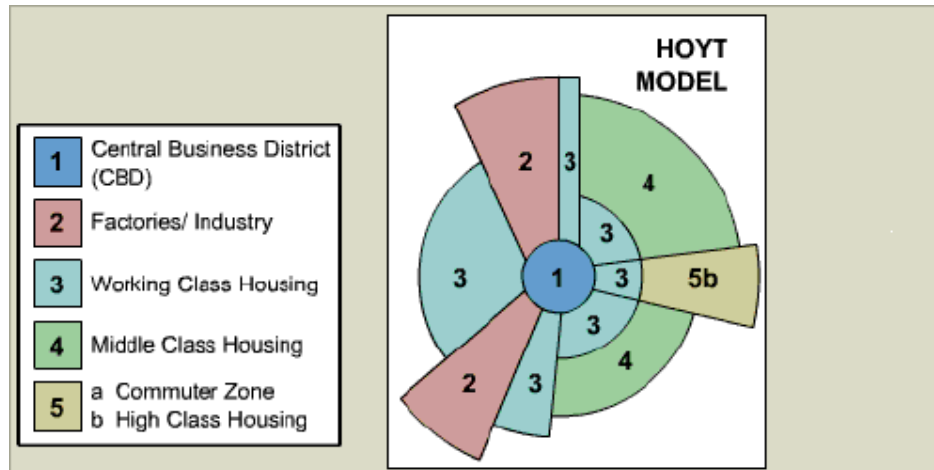 HOYT
MODEL
1 Central Business District
(CBD)
2 Factories/ Industry
3 Working Class Housing
4 Middle Class Housing
5 a Commuter Zone
b High Class Housing
2
3
4
3
3
1
3
5b
3
4
2
3